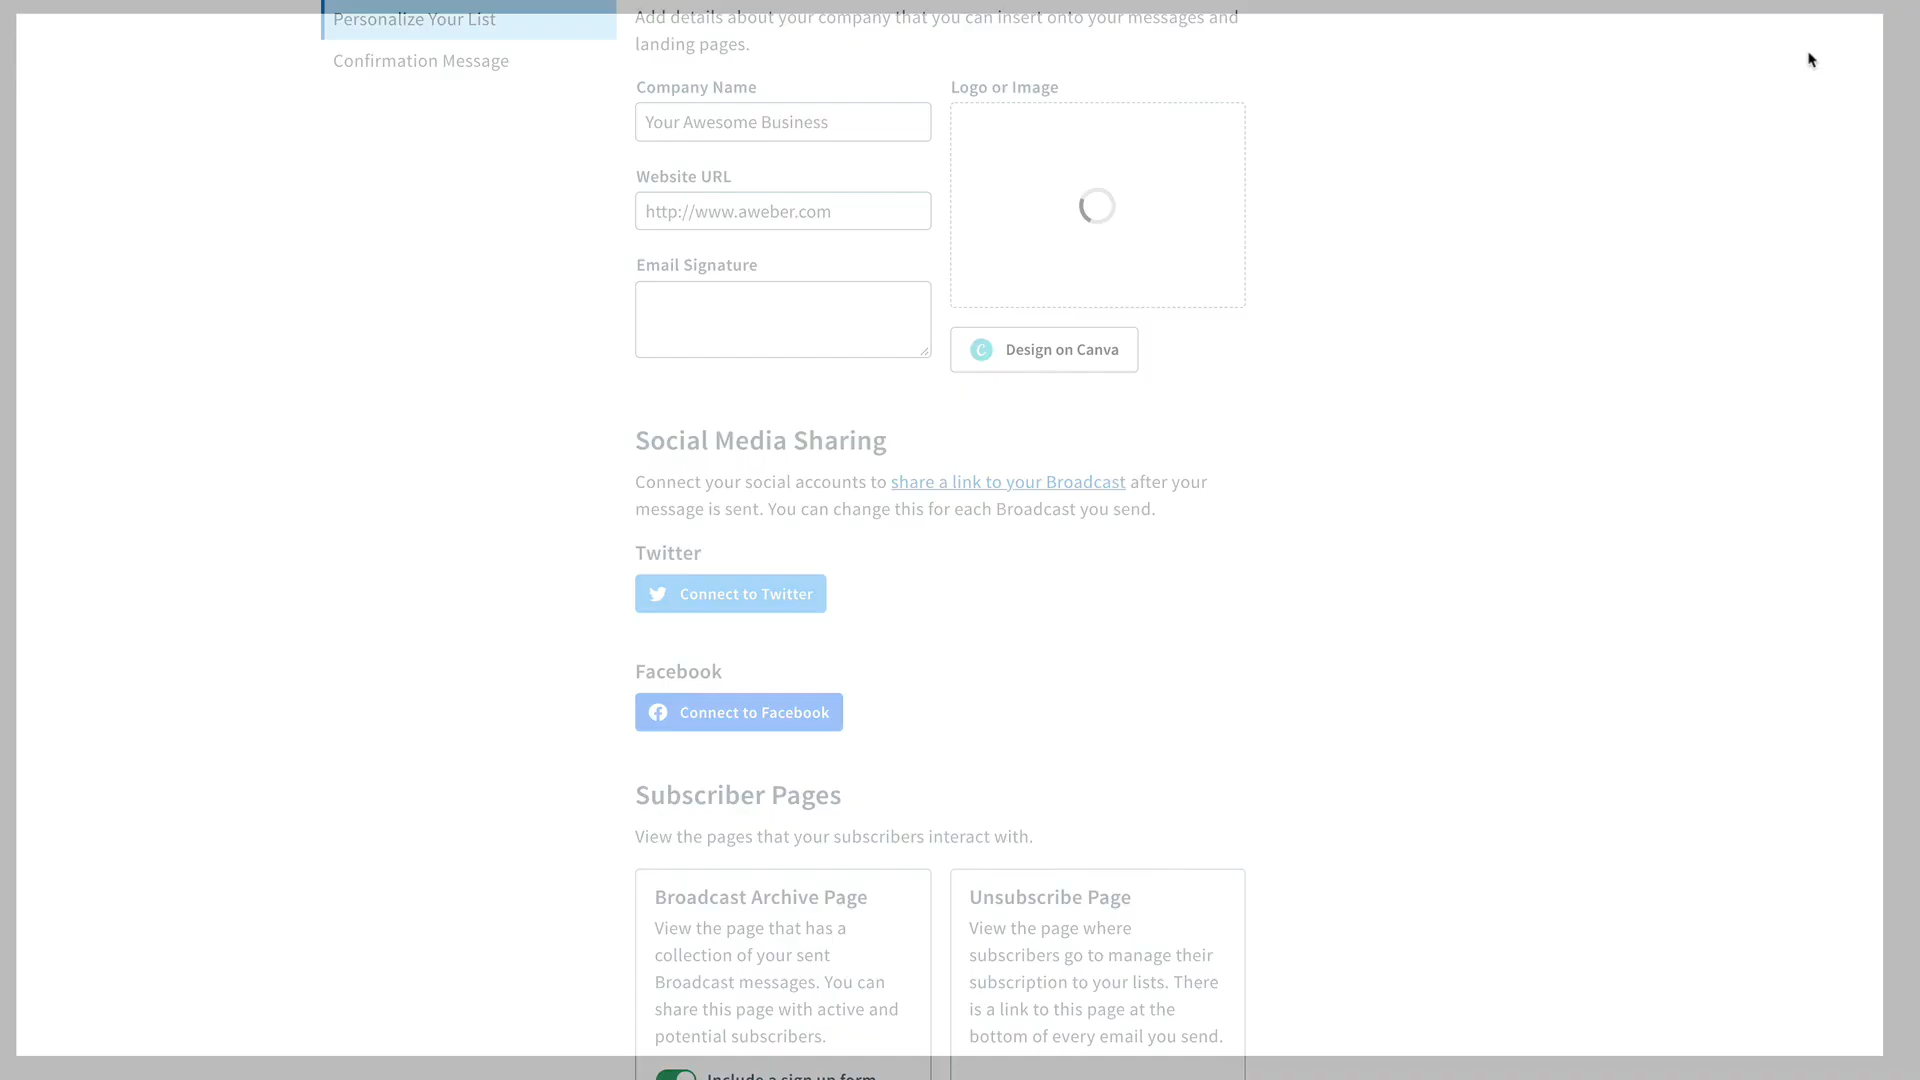 Personalize Your List
Confirmation Message
Add details about your company that you can insert onto your messages and
landing pages.
Company Name
Your Awesome Business
Website URL
http://www.aweber.com
Email Signature
Logo or Image
C Design on Canva
Social Media Sharing
Connect your social accounts to share a link to your Broadcast after your
message is sent. You can change this for each Broadcast you send.
Twitter
Connect to Twitter
Facebook
Connect to Facebook
Subscriber Pages
View the pages that your subscribers interact with.
Broadcast Archive Page
View the page that has a
collection of your sent
Broadcast messages. You can
share this page with active and
potential subscribers.
Include a sign up form
Unsubscribe Page
View the page where
subscribers go to manage their
subscription to your lists. There
is a link to this page at the
bottom of every email you send.